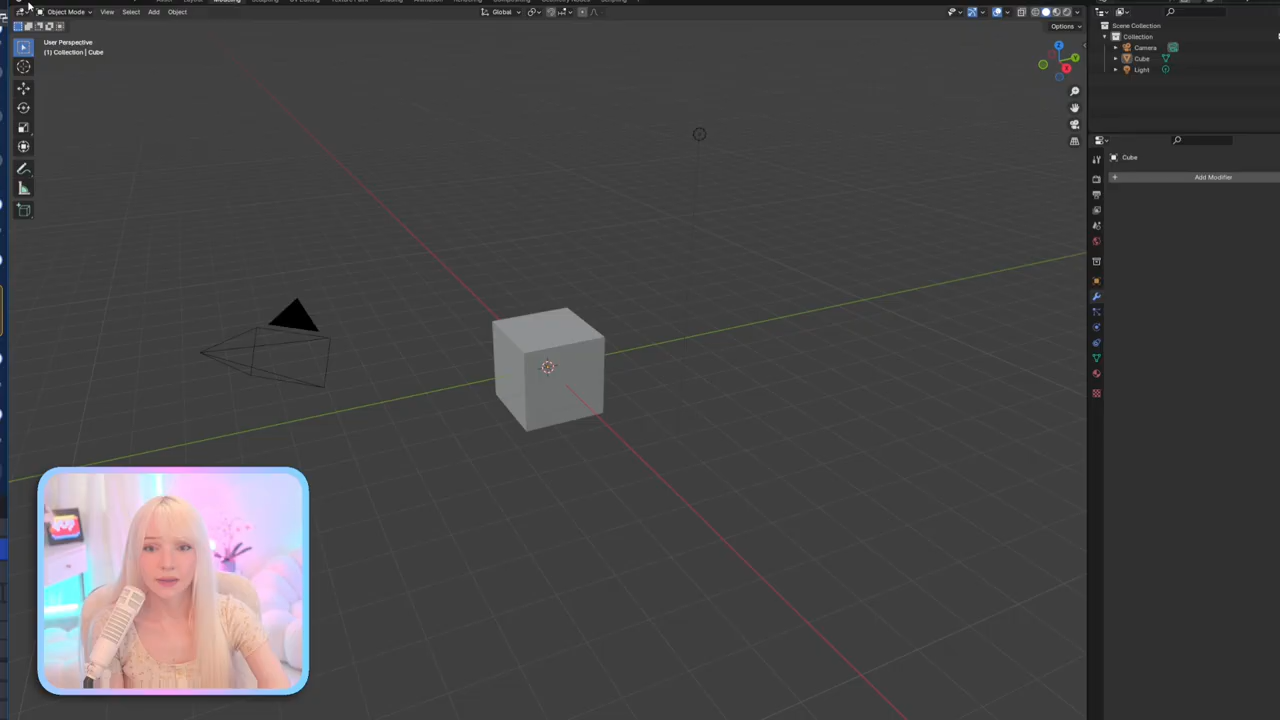 Object Mode View Select Add Object
Global
Options
User Perspective
(1) Collection | Cube
Scene Collection
Collection
Camera
Cube
Light
Cube
Add Modifier